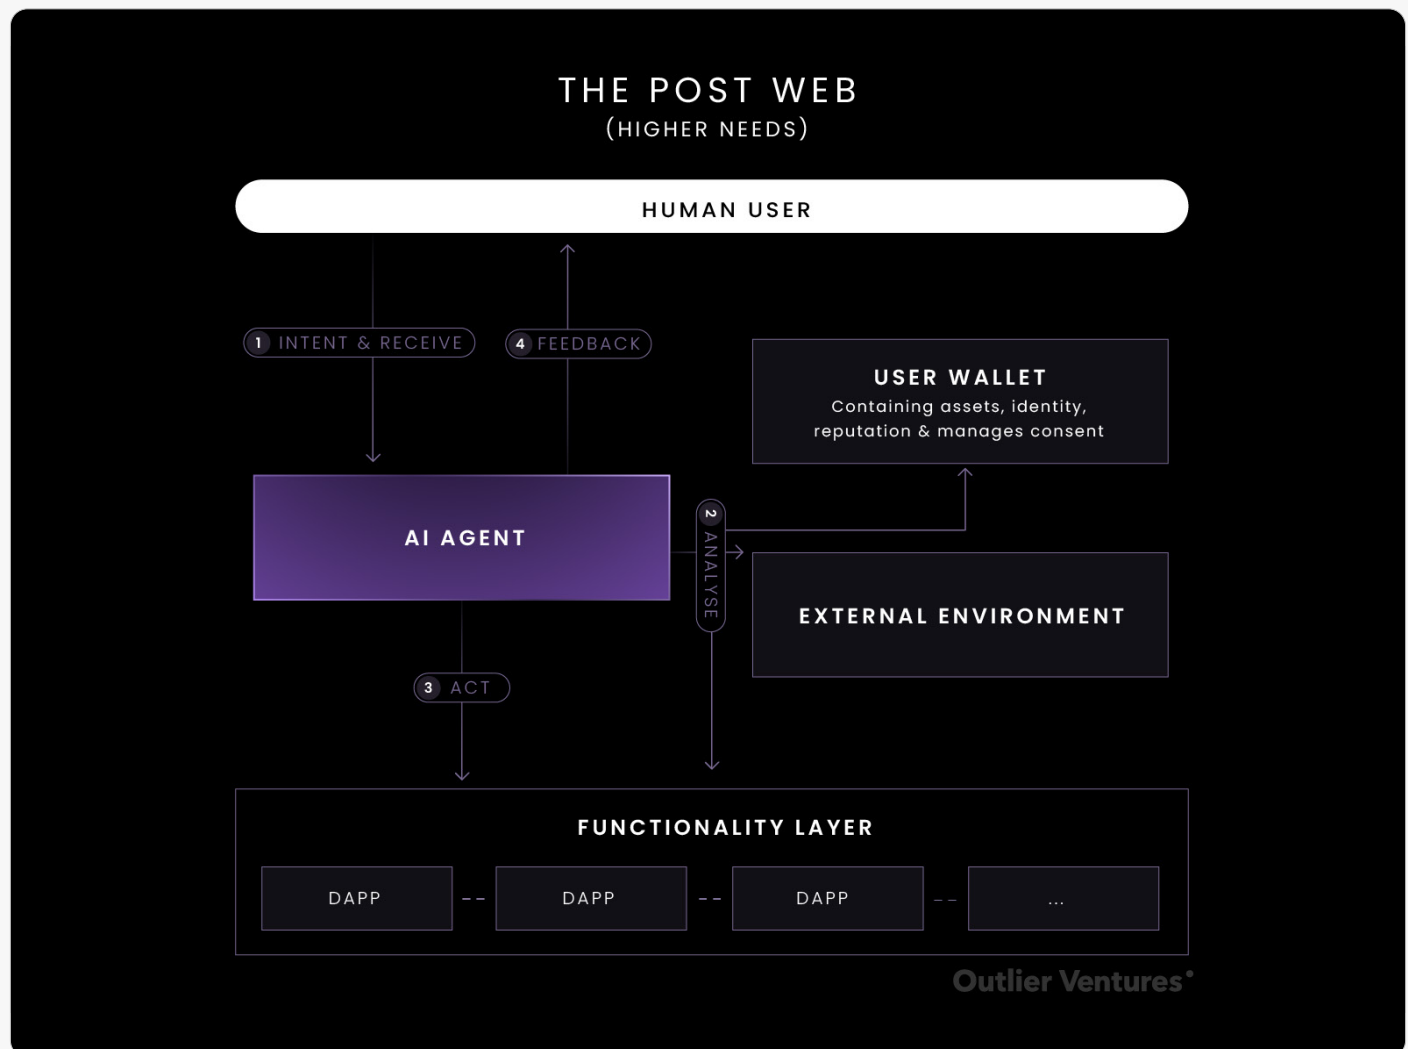 THE POST WEB
(HIGHER NEEDS)
HUMAN USER
1 INTENT & RECEIVE
4 FEEDBACK
USER WALLET
Containing assets, identity,
reputation & manages consent
AI AGENT
2 ANALYSE
EXTERNAL ENVIRONMENT
3 ACT
FUNCTIONALITY LAYER
DAPP
DAPP
DAPP
...
Outlier Ventures